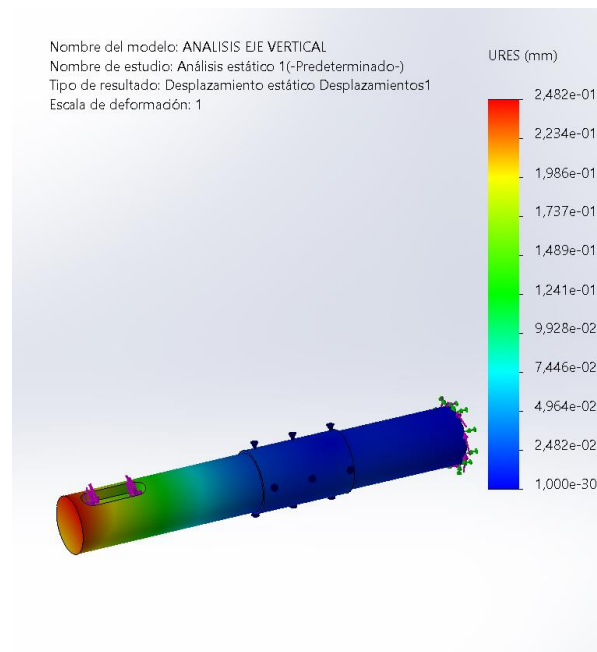 Nombre del modelo: ANALISIS EJE VERTICAL
Nombre de estudio: Análisis estático 1(-Predeterminado-)
Tipo de resultado: Desplazamiento estático Desplazamientos1
Escala de deformación: 1
URES (mm)
2,482e-01
2,234e-01
1,986e-01
1,737e-01
1,489e-01
1,241e-01
9,928e-02
7,446e-02
4,964e-02
2,482e-02
1,000e-30